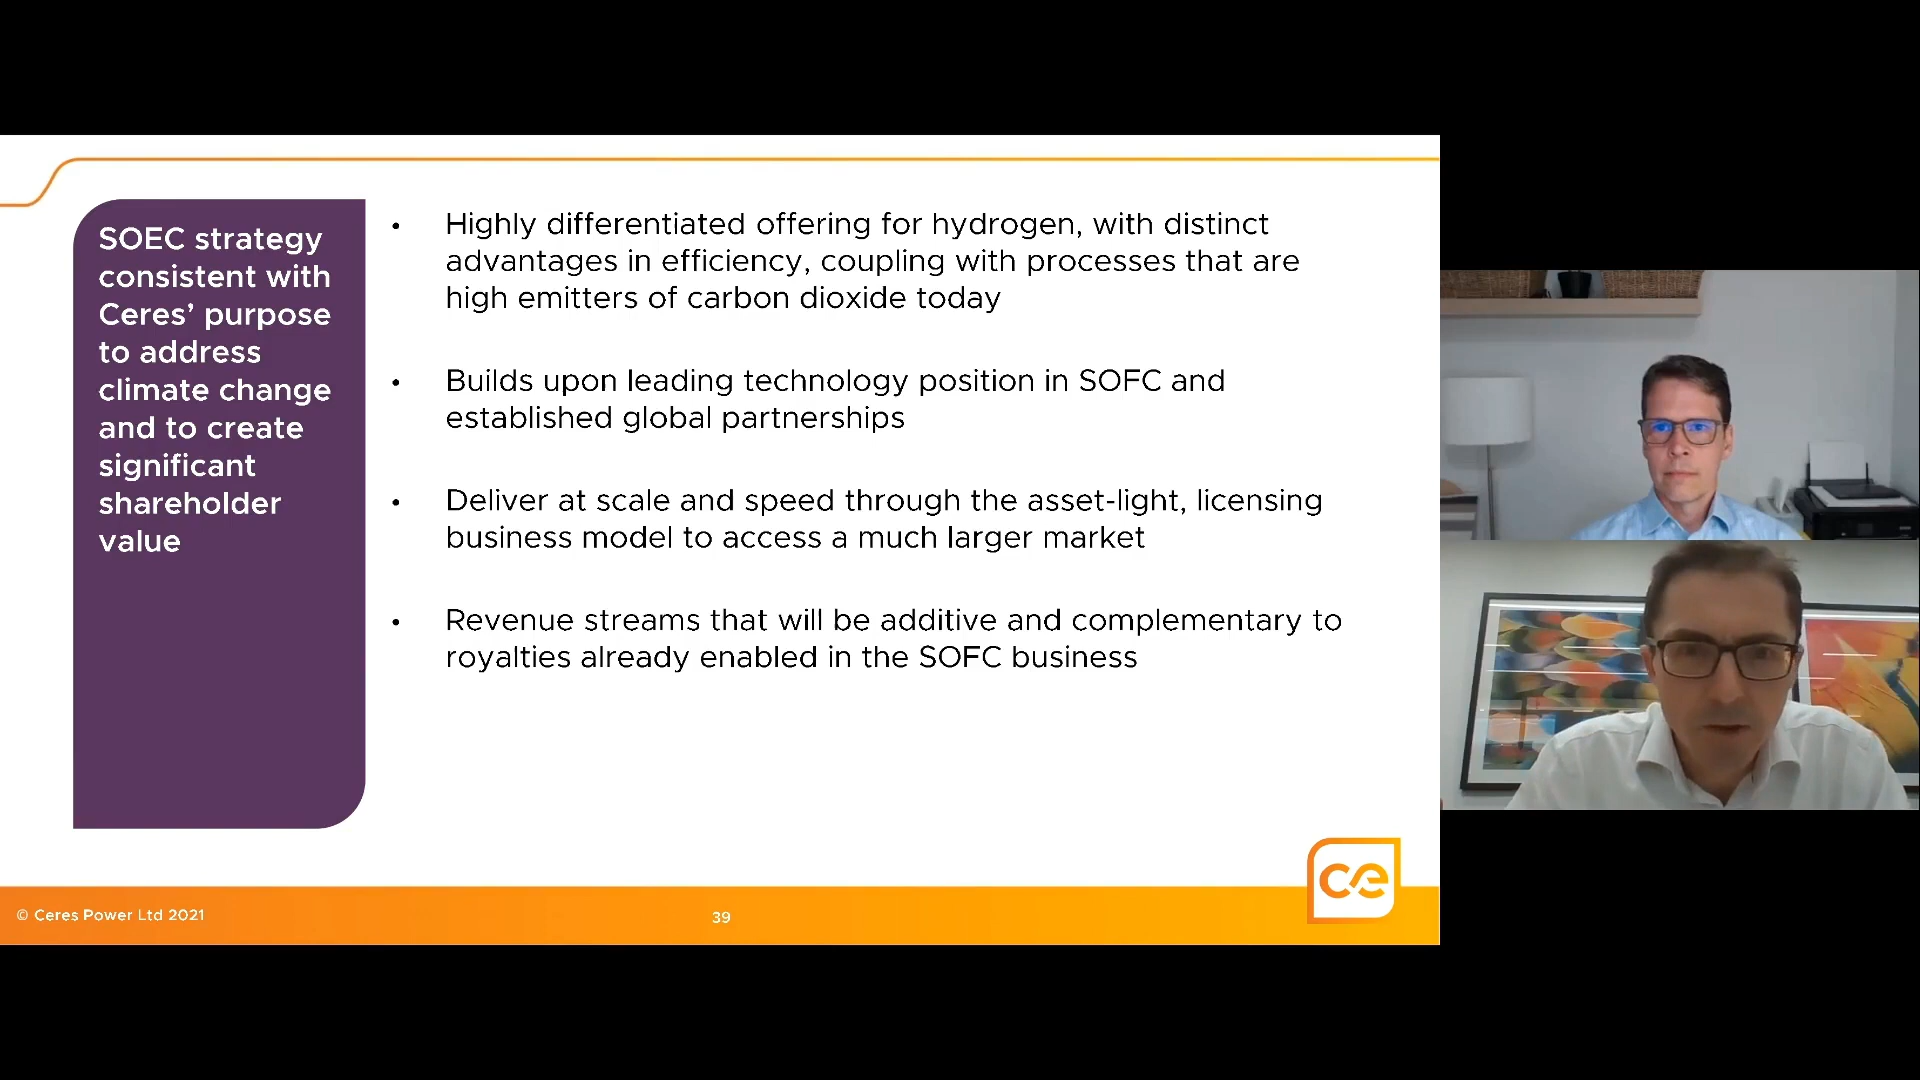 SOEC strategy
consistent with
Ceres’ purpose
to address
climate change
and to create
significant
shareholder
value
• Highly differentiated offering for hydrogen, with distinct
advantages in efficiency, coupling with processes that are
high emitters of carbon dioxide today
• Builds upon leading technology position in SOFC and
established global partnerships
• Deliver at scale and speed through the asset-light, licensing
business model to access a much larger market
• Revenue streams that will be additive and complementary to
royalties already enabled in the SOFC business
ce
© Ceres Power Ltd 2021
39